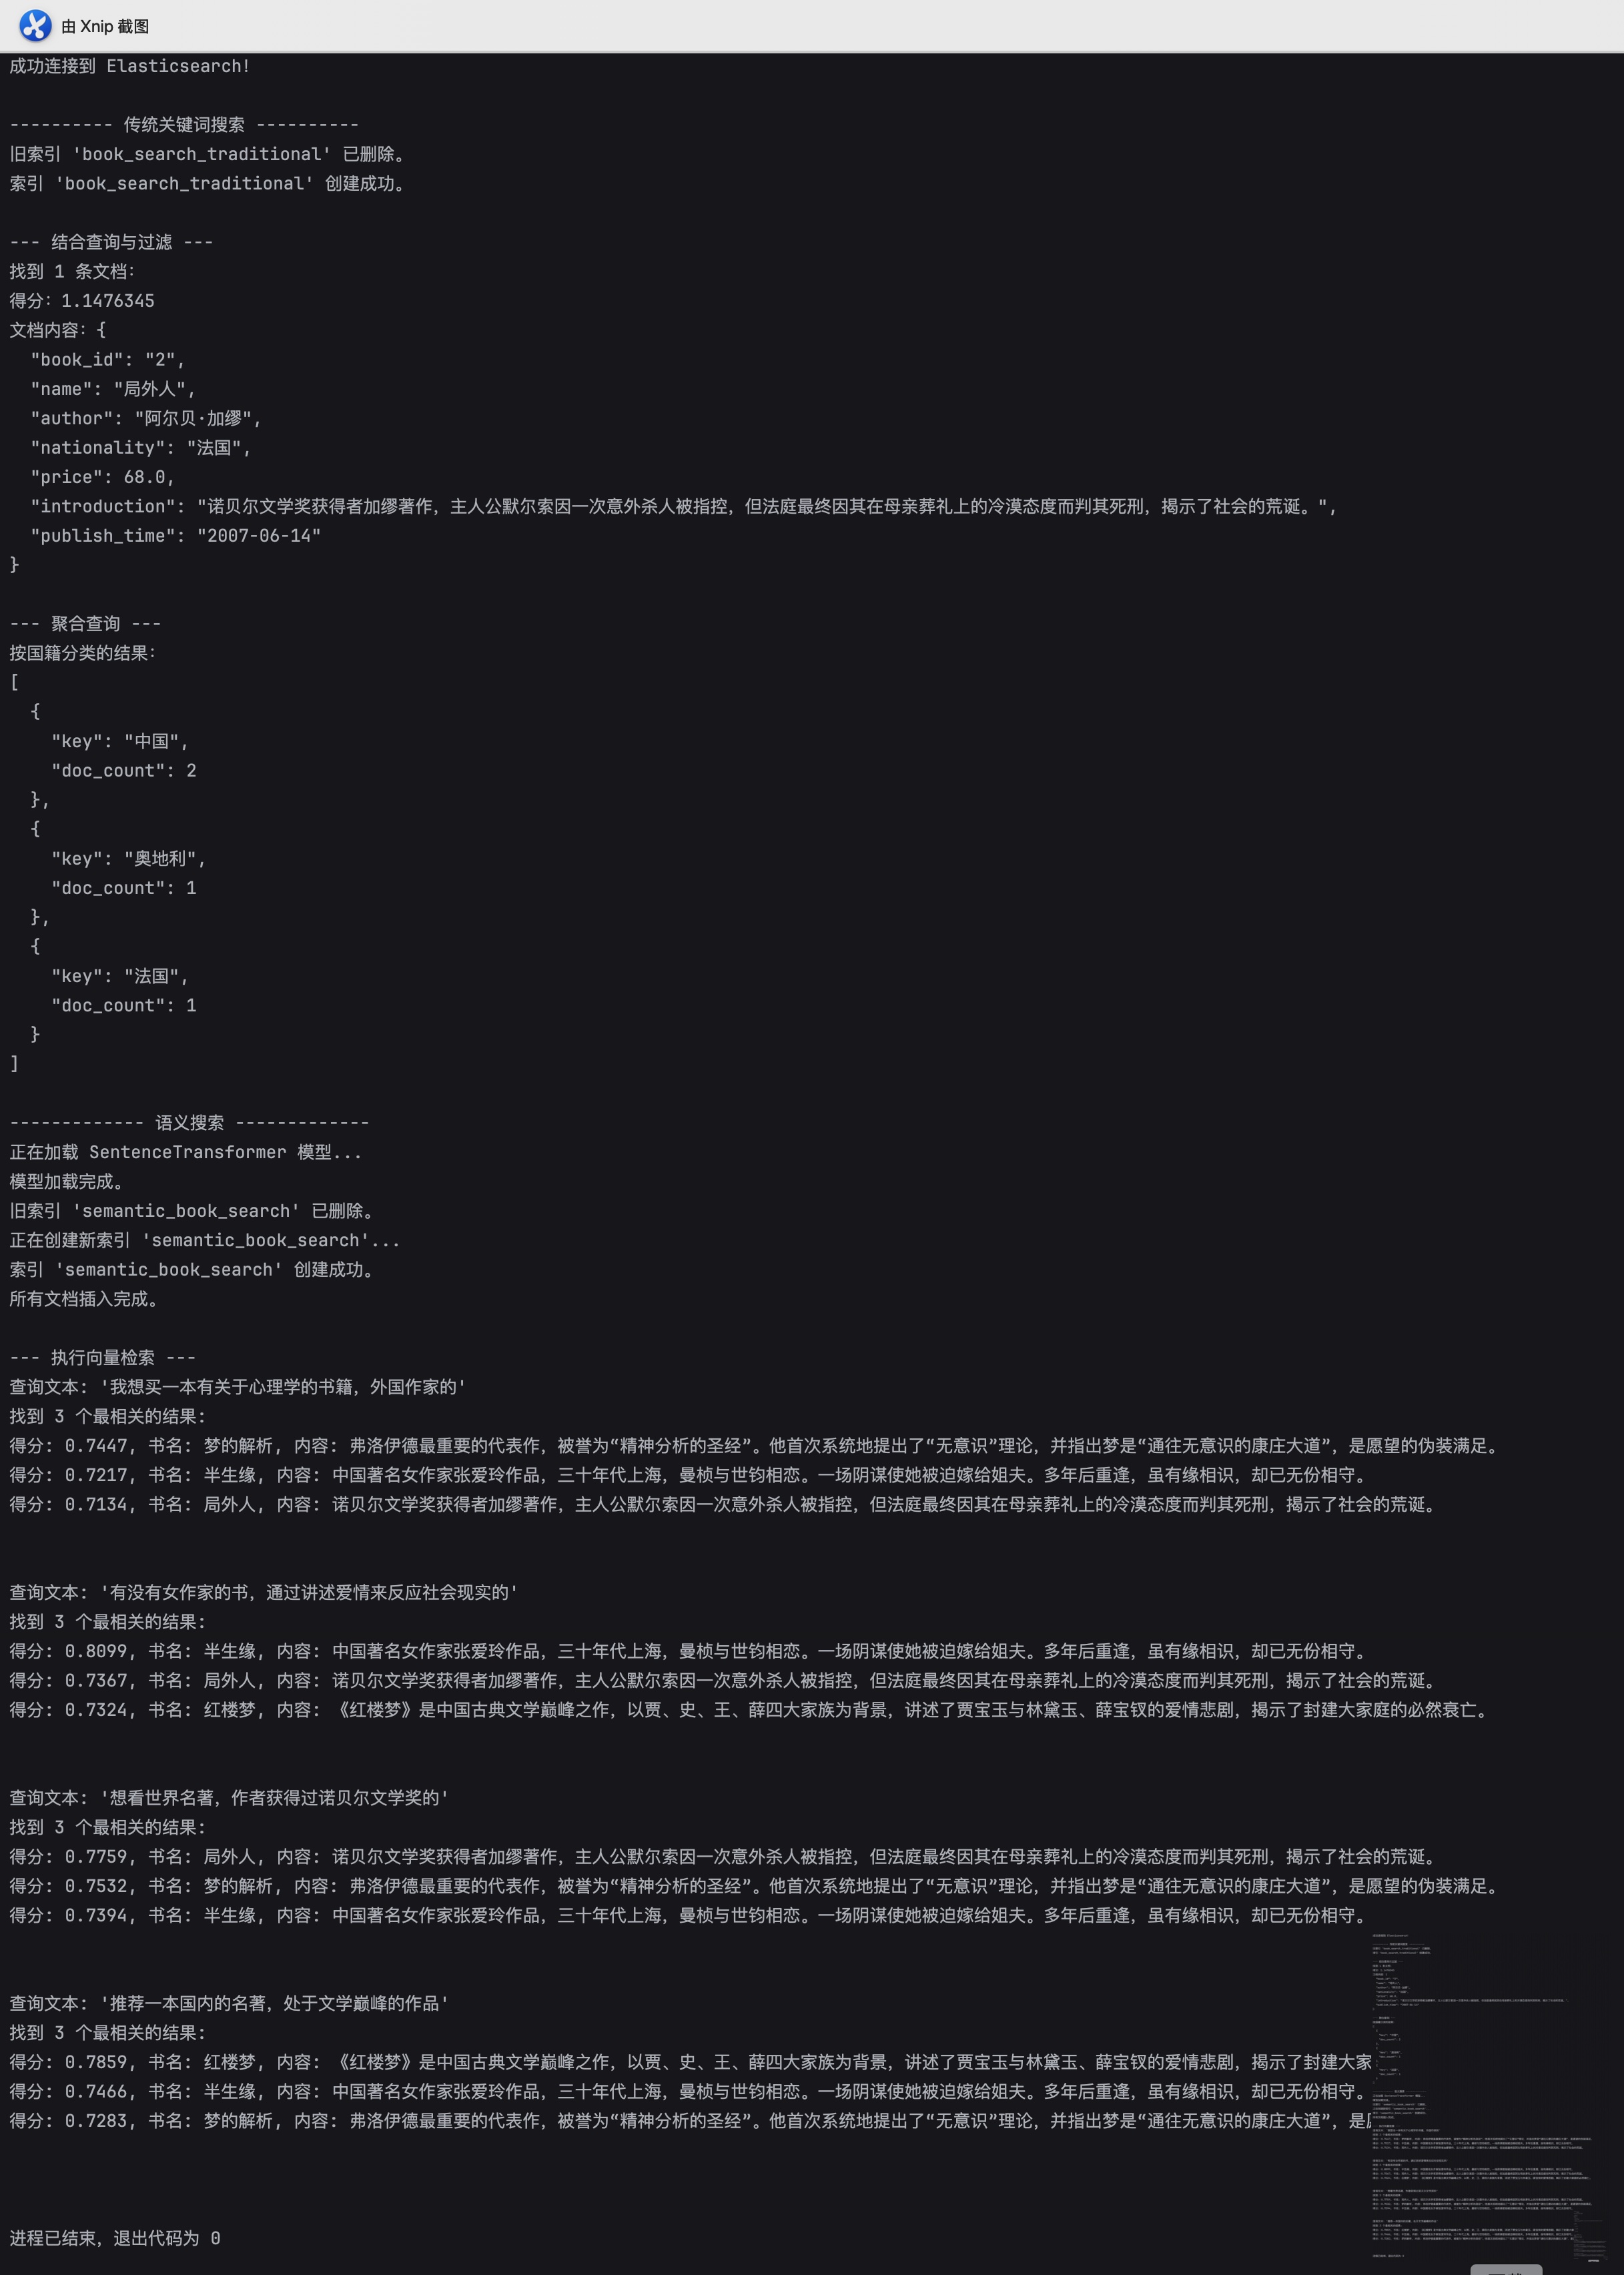 由 Xnip 截图
成功连接到 Elasticsearch!
---------- 传统关键词搜索 ----------
旧索引 'book_search_traditional' 已删除。
索引 'book_search_traditional' 创建成功。
--- 结合查询与过滤 ---
找到 1 条文档:
得分: 1.1476345
文档内容: {
  "book_id": "2",
  "name": "局外人",
  "author": "阿尔贝·加缪",
  "nationality": "法国",
  "price": 68.0,
  "introduction": "诺贝尔文学奖获得者加缪著作，主人公默尔索因一次意外杀人被指控，但法庭最终因其在母亲葬礼上的冷漠态度而判其死刑，揭示了社会的荒诞。",
  "publish_time": "2007-06-14"
}
--- 聚合查询 ---
按国籍分类的结果:
[
  {
    "key": "中国",
    "doc_count": 2
  },
  {
    "key": "奥地利",
    "doc_count": 1
  },
  {
    "key": "法国",
    "doc_count": 1
  }
]
------------- 语义搜索 -------------
正在加载 SentenceTransformer 模型...
模型加载完成。
旧索引 'semantic_book_search' 已删除。
正在创建新索引 'semantic_book_search'...
索引 'semantic_book_search' 创建成功。
所有文档插入完成。
--- 执行向量检索 ---
查询文本: '我想买一本有关于心理学的书籍，外国作家的'
找到 3 个最相关的结果:
得分: 0.7447, 书名: 梦的解析, 内容: 弗洛伊德最重要的代表作，被誉为“精神分析的圣经”。他首次系统地提出了“无意识”理论，并指出梦是“通往无意识的康庄大道”，是愿望的伪装满足。
得分: 0.7217, 书名: 半生缘, 内容: 中国著名女作家张爱玲作品，三十年代上海，曼桢与世钧相恋。一场阴谋使她被迫嫁给姐夫。多年后重逢，虽有缘相识，却已无份相守。
得分: 0.7134, 书名: 局外人, 内容: 诺贝尔文学奖获得者加缪著作，主人公默尔索因一次意外杀人被指控，但法庭最终因其在母亲葬礼上的冷漠态度而判其死刑，揭示了社会的荒诞。
查询文本: '有没有女作家的书，通过讲述爱情来反应社会现实的'
找到 3 个最相关的结果:
得分: 0.8099, 书名: 半生缘, 内容: 中国著名女作家张爱玲作品，三十年代上海，曼桢与世钧相恋。一场阴谋使她被迫嫁给姐夫。多年后重逢，虽有缘相识，却已无份相守。
得分: 0.7367, 书名: 局外人, 内容: 诺贝尔文学奖获得者加缪著作，主人公默尔索因一次意外杀人被指控，但法庭最终因其在母亲葬礼上的冷漠态度而判其死刑，揭示了社会的荒诞。
得分: 0.7324, 书名: 红楼梦, 内容: 《红楼梦》是中国古典文学巅峰之作，以贾、史、王、薛四大家族为背景，讲述了贾宝玉与林黛玉、薛宝钗的爱情悲剧，揭示了封建大家庭的必然衰亡。
查询文本: '想看世界名著，作者获得过诺贝尔文学奖的'
找到 3 个最相关的结果:
得分: 0.7759, 书名: 局外人, 内容: 诺贝尔文学奖获得者加缪著作，主人公默尔索因一次意外杀人被指控，但法庭最终因其在母亲葬礼上的冷漠态度而判其死刑，揭示了社会的荒诞。
得分: 0.7532, 书名: 梦的解析, 内容: 弗洛伊德最重要的代表作，被誉为“精神分析的圣经”。他首次系统地提出了“无意识”理论，并指出梦是“通往无意识的康庄大道”，是愿望的伪装满足。
得分: 0.7394, 书名: 半生缘, 内容: 中国著名女作家张爱玲作品，三十年代上海，曼桢与世钧相恋。一场阴谋使她被迫嫁给姐夫。多年后重逢，虽有缘相识，却已无份相守。
查询文本: '推荐一本国内的名著，处于文学巅峰的作品'
找到 3 个最相关的结果:
得分: 0.7859, 书名: 红楼梦, 内容: 《红楼梦》是中国古典文学巅峰之作，以贾、史、王、薛四大家族为背景，讲述了贾宝玉与林黛玉、薛宝钗的爱情悲剧，揭示了封建大家
得分: 0.7466, 书名: 半生缘, 内容: 中国著名女作家张爱玲作品，三十年代上海，曼桢与世钧相恋。一场阴谋使她被迫嫁给姐夫。多年后重逢，虽有缘相识，却已无份相守。
得分: 0.7283, 书名: 梦的解析, 内容: 弗洛伊德最重要的代表作，被誉为“精神分析的圣经”。他首次系统地提出了“无意识”理论，并指出梦是“通往无意识的康庄大道”，是
进程已结束，退出代码为 0